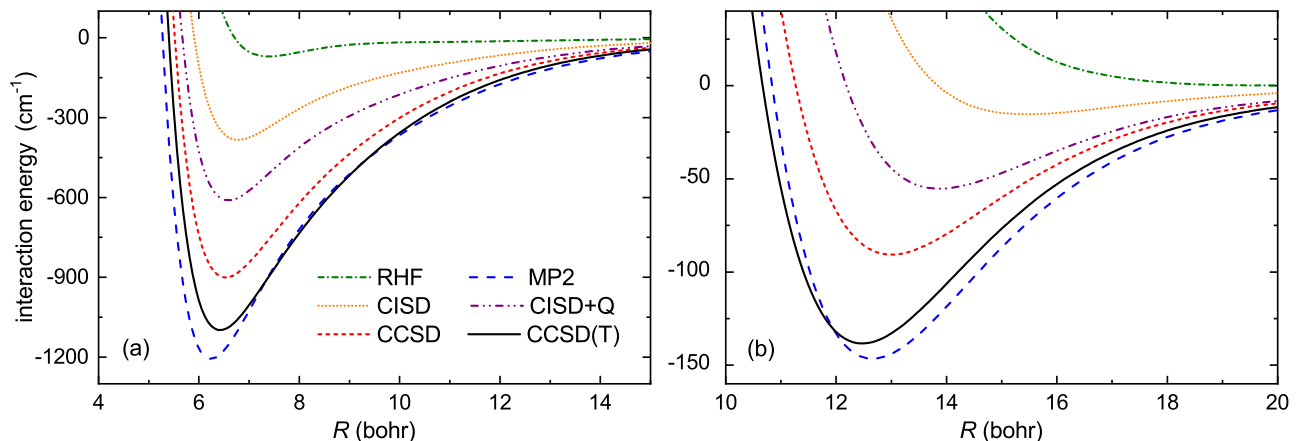 interaction energy (cm⁻¹)
0
-300
-600
-900
-1200
RHF
MP2
CISD
CISD+Q
CCSD
CCSD(T)
(a)
4 6 8 10 12 14
R (bohr)
0
-50
-100
-150
(b)
10 12 14 16 18 20
R (bohr)